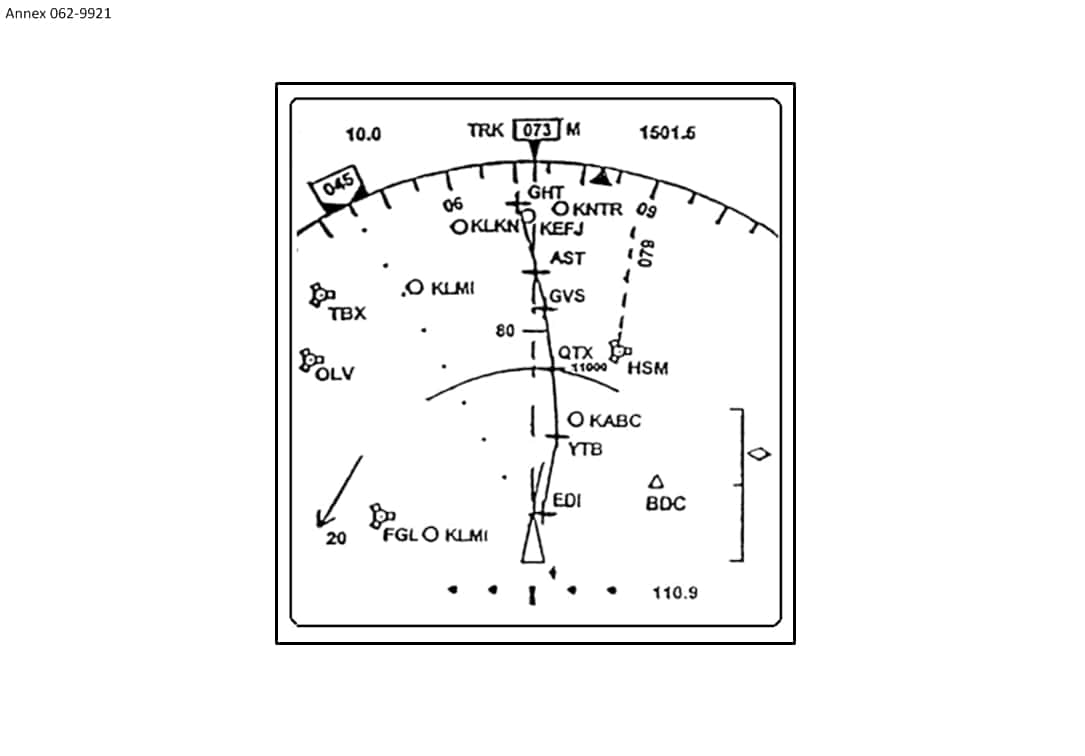 Annex 062-9921
10.0
TRK 073 M
1501.5
045
06
GHT
KNTR
09
KLKN
KEFJ
AST
079
KLMI
GVS
TBX
80
QTX
11000
HSM
OLV
KABC
YTB
EDI
BDC
20
FGL
KLMI
110.9